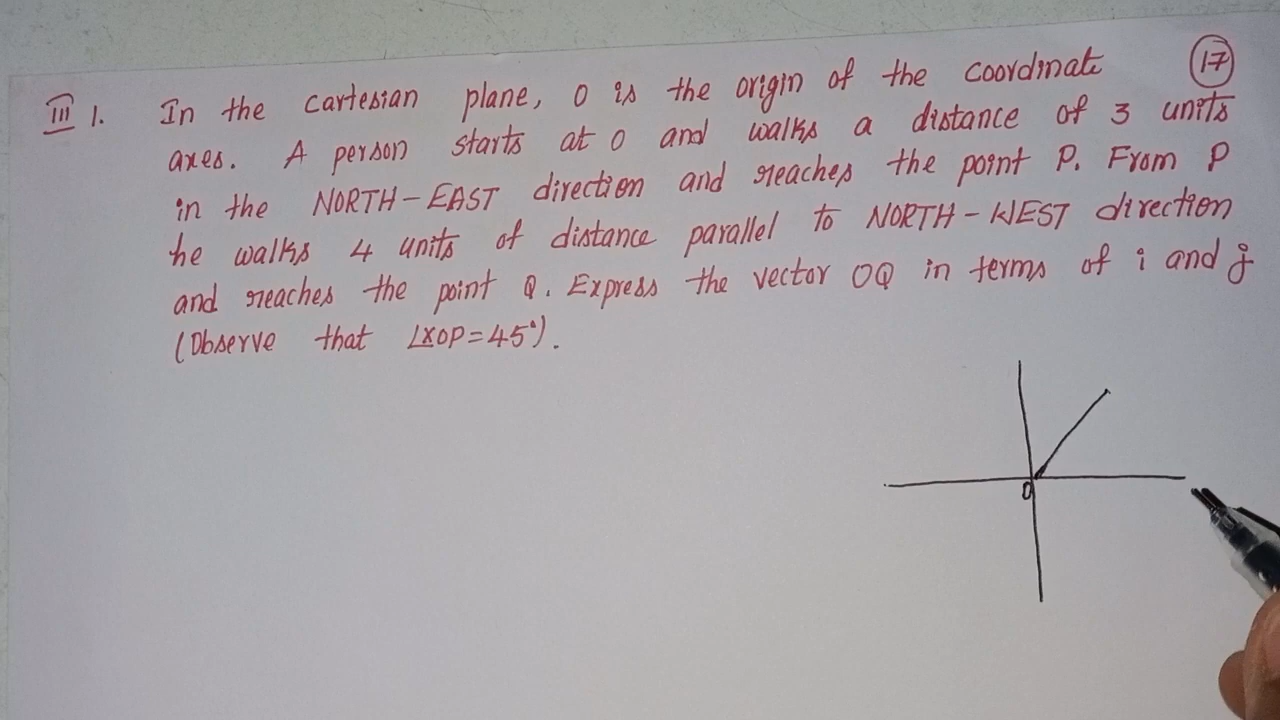 III 1. In the cartesian plane, O is the origin of the coordinate (17)
axes. A person starts at O and walks a distance of 3 units
in the NORTH-EAST direction and reaches the point P. From P
he walks 4 units of distance parallel to NORTH-WEST direction
and reaches the point Q. Express the vector OQ in terms of i and j
(Observe that ∠XOP=45°).
O